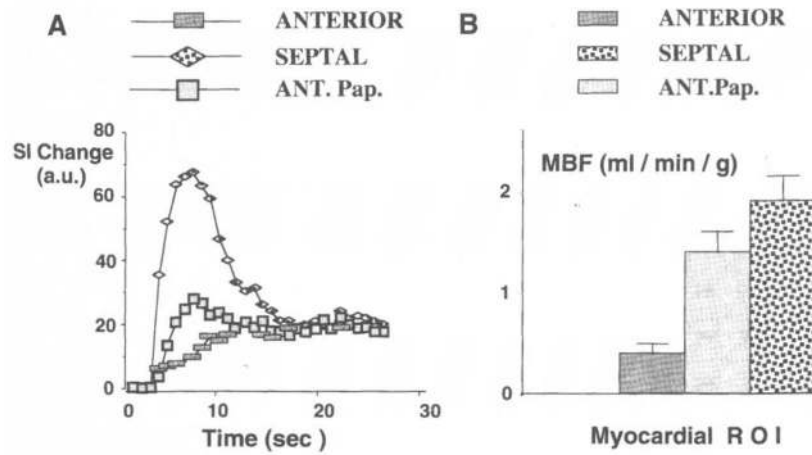 A
ANTERIOR
SEPTAL
ANT. Pap.
SI Change
(a.u.)
80
60
40
20
0
0
10
20
30
Time (sec )
B
ANTERIOR
SEPTAL
ANT.Pap.
MBF (ml / min / g)
2
1
0
Myocardial R O I